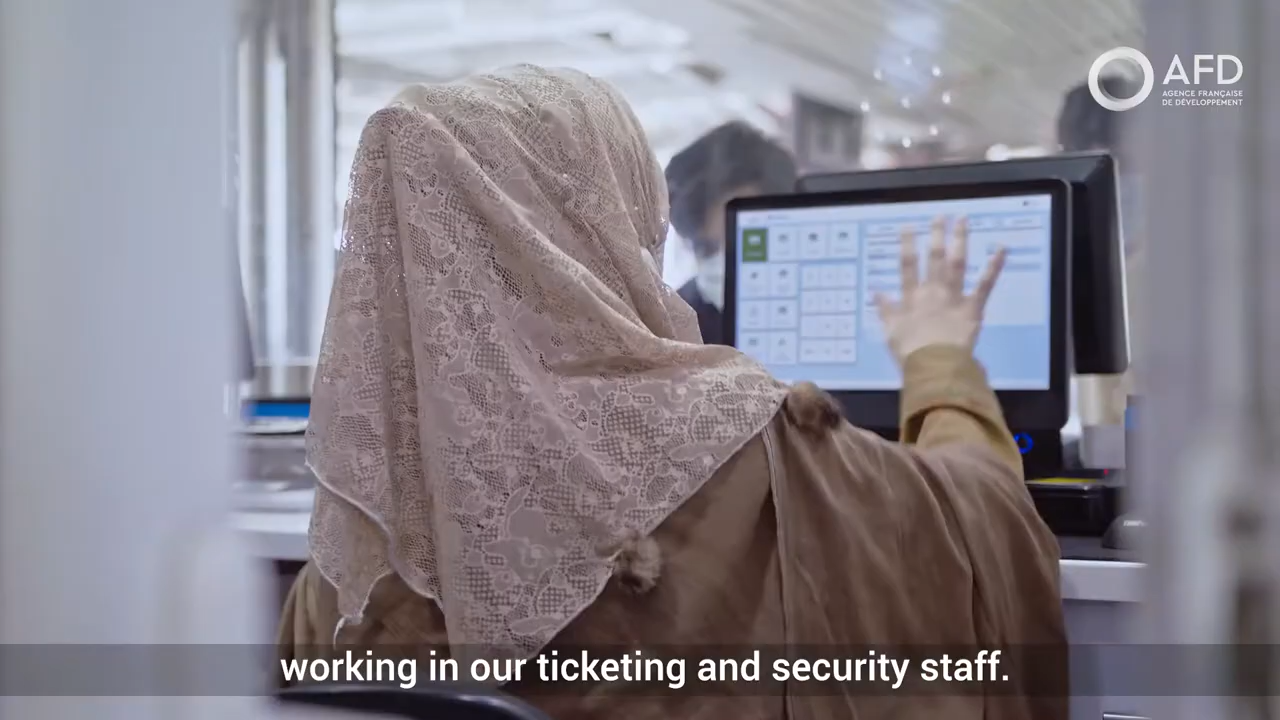 AFD
AGENCE FRANÇAISE
DE DÉVELOPPEMENT
working in our ticketing and security staff.